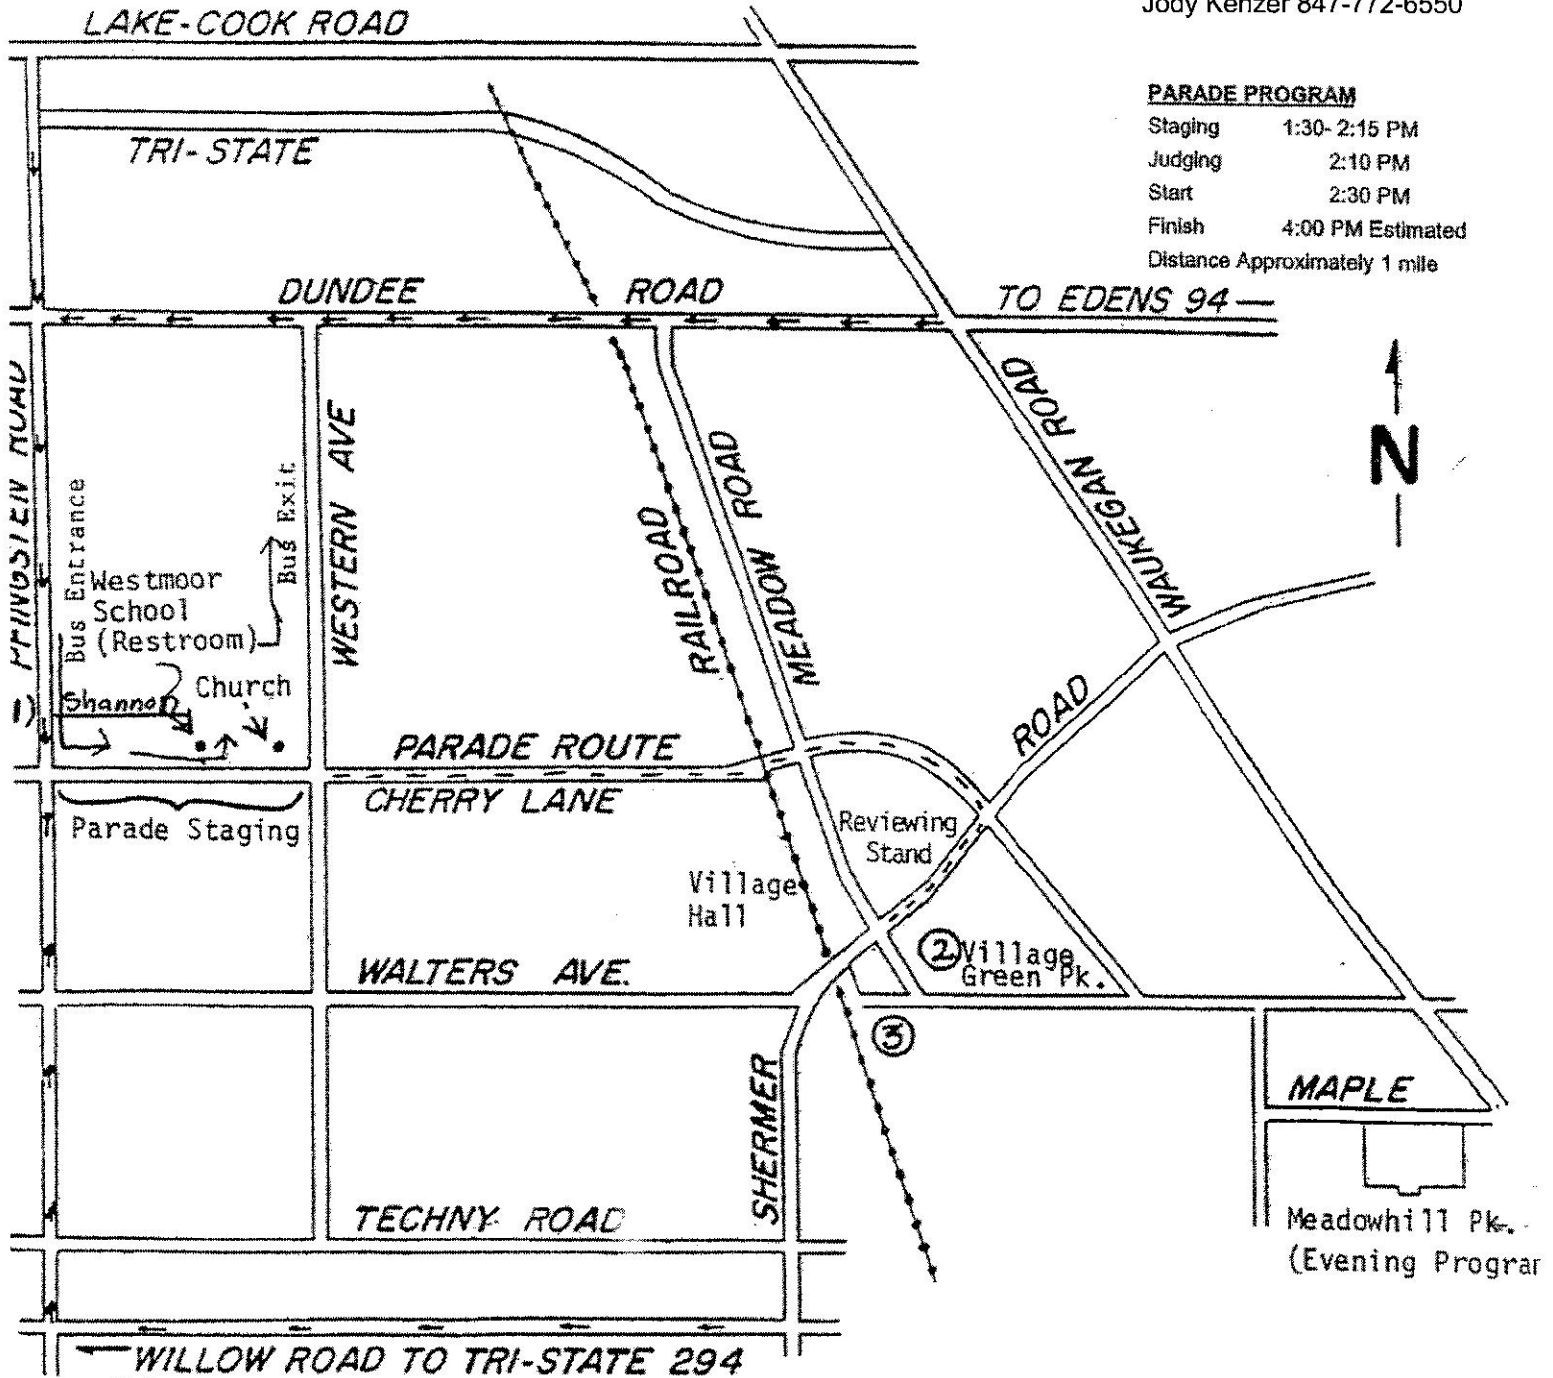 Jody Kenzer 847-772-6550
LAKE-COOK ROAD
PARADE PROGRAM
Staging 1:30- 2:15 PM
Judging 2:10 PM
Start 2:30 PM
Finish 4:00 PM Estimated
Distance Approximately 1 mile
TRI-STATE
DUNDEE ROAD
TO EDENS 94
N
PFINGSTEN ROAD
Bus Entrance
Bus Exit
WESTERN AVE
RAILROAD
MEADOW ROAD
WAUKEGAN ROAD
Westmoor
School
(Restroom)
Church
Shannon
1)
PARADE ROUTE
CHERRY LANE
ROAD
Parade Staging
Reviewing
Stand
Village
Hall
2 Village
Green Pk.
WALTERS AVE.
3
SHERMER
MAPLE
TECHNY ROAD
Meadowhill Pk.
(Evening Progra
WILLOW ROAD TO TRI-STATE 294